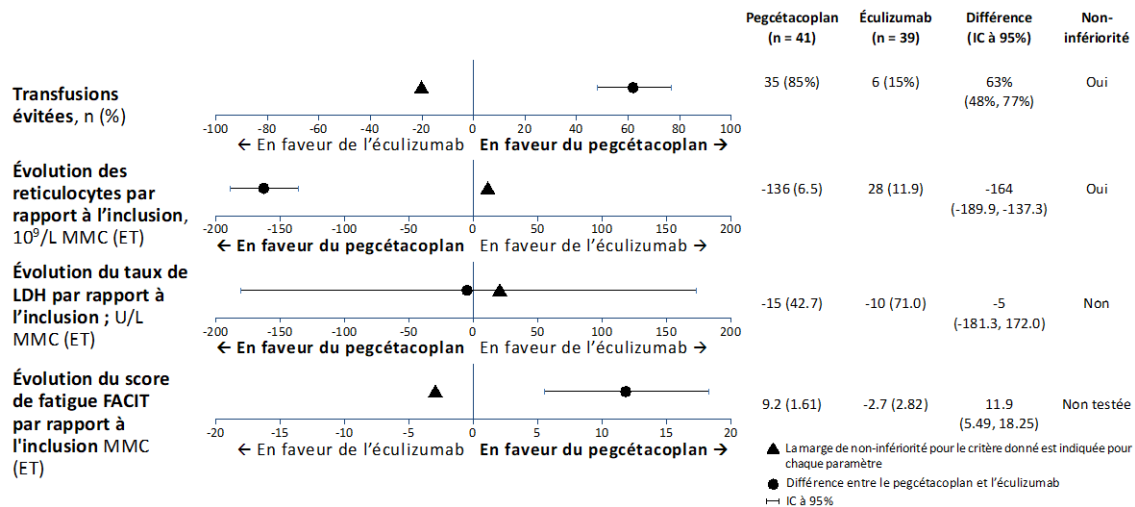 Pegcétacoplan
(n = 41)
Éculizumab
(n = 39)
Différence
(IC à 95%)
Non-
infériorité
Transfusions
évitées, n (%)
-100 -80 -60 -40 -20 0 20 40 60 80 100
← En faveur de l’éculizumab En faveur du pegcétacoplan →
35 (85%)
6 (15%)
63%
(48%, 77%)
Oui
Évolution des
reticulocytes par
rapport à l’inclusion,
10⁹/L MMC (ET)
-200 -150 -100 -50 0 50 100 150 200
← En faveur du pegcétacoplan En faveur de l’éculizumab →
-136 (6.5)
28 (11.9)
-164
(-189.9, -137.3)
Oui
Évolution du taux de
LDH par rapport à
l’inclusion ; U/L
MMC (ET)
-200 -150 -100 -50 0 50 100 150 200
← En faveur du pegcétacoplan En faveur de l’éculizumab →
-15 (42.7)
-10 (71.0)
-5
(-181.3, 172.0)
Non
Évolution du score
de fatigue FACIT
par rapport à
l'inclusion MMC
(ET)
-20 -15 -10 -5 0 5 10 15 20
← En faveur de l’éculizumab En faveur du pegcétacoplan →
9.2 (1.61)
-2.7 (2.82)
11.9
(5.49, 18.25)
Non testée
La marge de non-infériorité pour le critère donné est indiquée pour
chaque paramètre
Différence entre le pegcétacoplan et l’éculizumab
IC à 95%